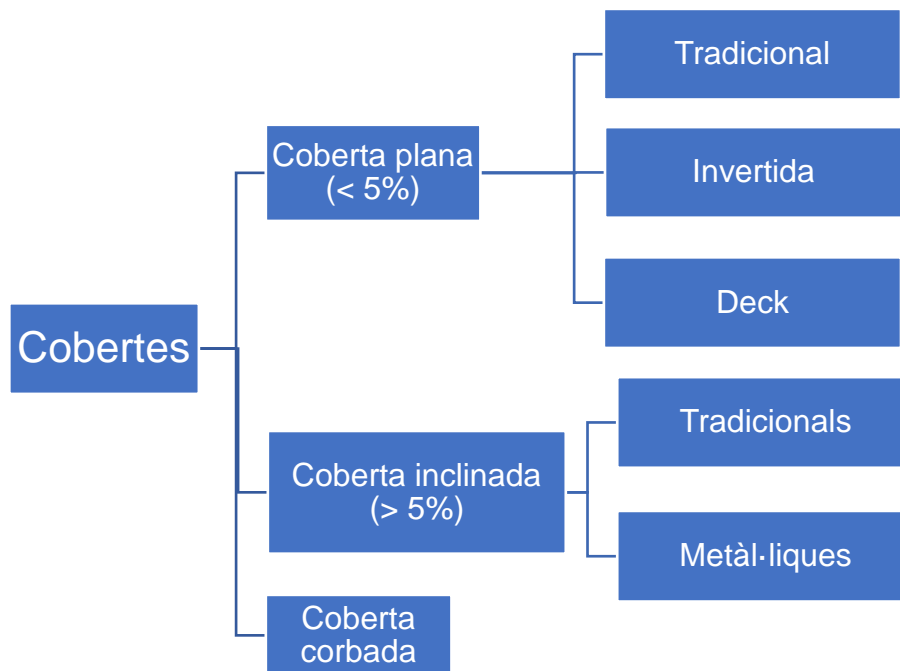 Cobertes
Coberta plana
(< 5%)
Tradicional
Invertida
Deck
Coberta inclinada
(> 5%)
Tradicionals
Metàl·liques
Coberta
corbada